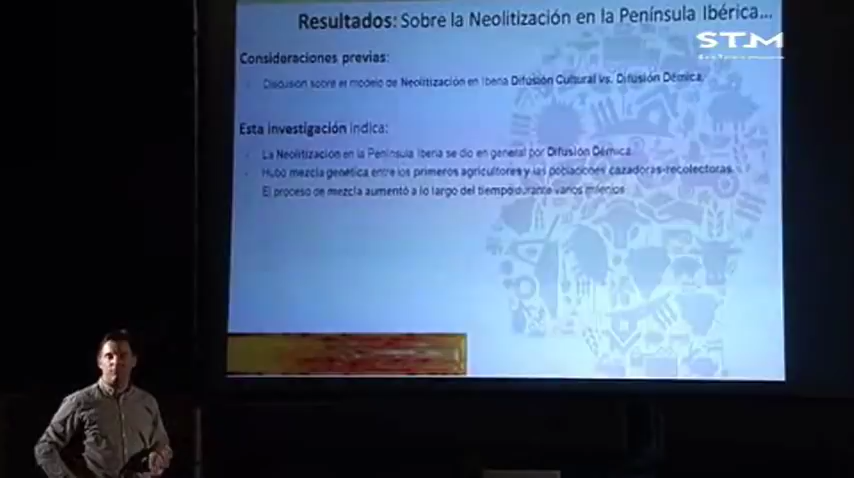 Resultados: Sobre la Neolitización en la Península Ibérica...
STM
Consideraciones previas:
Discusión sobre el modelo de Neolitización en Iberia Difusión Cultural vs. Difusión Démica.
Esta investigación indica:
La Neolitización en la Península Iberia se dio en general por Difusión Démica.
Hubo mezcla genética entre los primeros agricultores y las poblaciones cazadoras-recolectoras.
El proceso de mezcla aumentó a lo largo del tiempo durante varios milenios